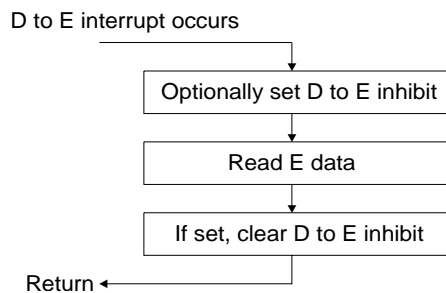 D to E interrupt occurs
Optionally set D to E inhibit
Read E data
If set, clear D to E inhibit
Return